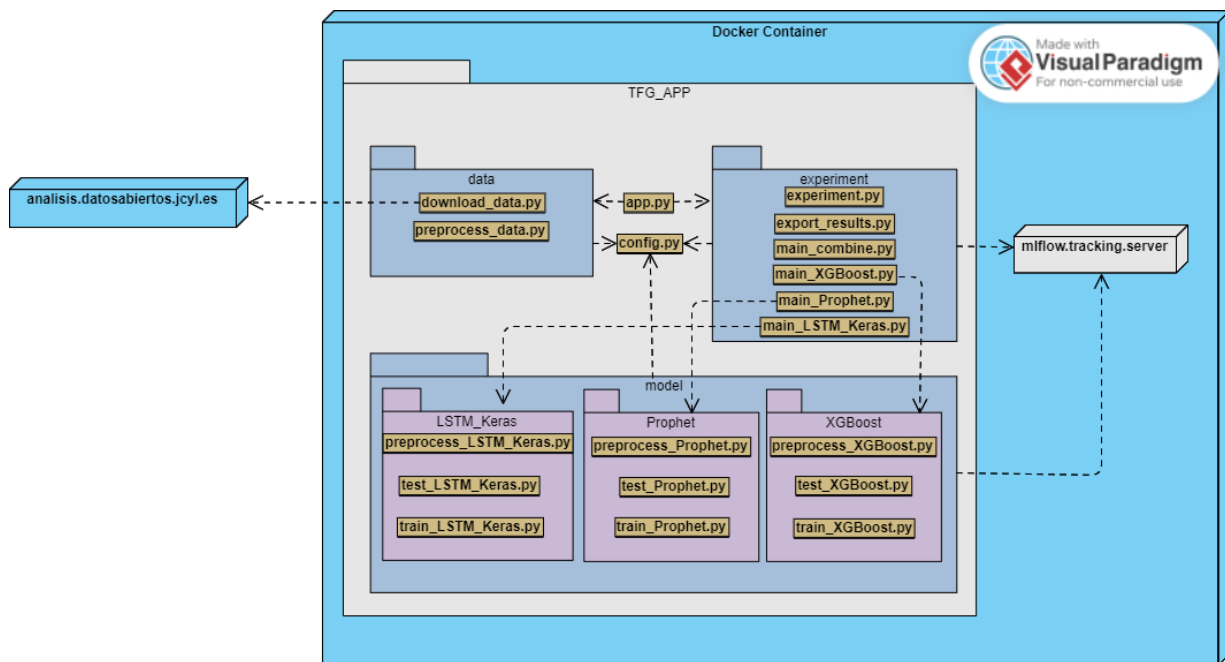 Docker Container
Made with
Visual Paradigm
For non-commercial use
TFG_APP
data
download_data.py
preprocess_data.py
app.py
config.py
experiment
experiment.py
export_results.py
main_combine.py
main_XGBoost.py
main_Prophet.py
main_LSTM_Keras.py
analisis.datosabiertos.jcyl.es
mlflow.tracking.server
model
LSTM_Keras
preprocess_LSTM_Keras.py
test_LSTM_Keras.py
train_LSTM_Keras.py
Prophet
preprocess_Prophet.py
test_Prophet.py
train_Prophet.py
XGBoost
preprocess_XGBoost.py
test_XGBoost.py
train_XGBoost.py